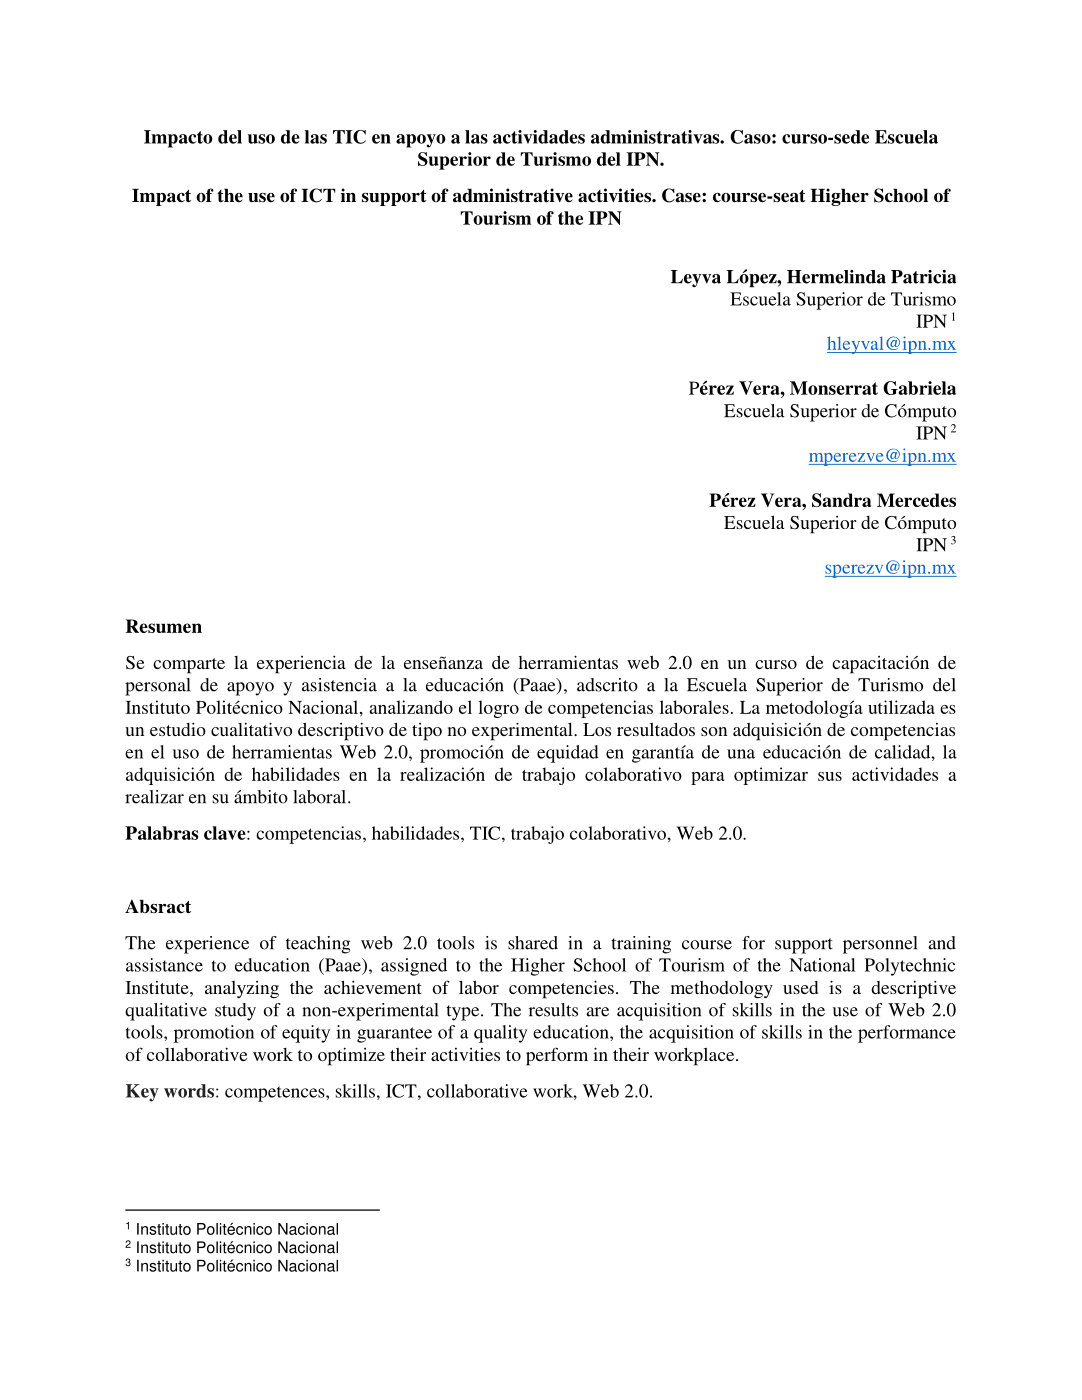 Impacto del uso de las TIC en apoyo a las actividades administrativas. Caso: curso-sede Escuela
Superior de Turismo del IPN.
Impact of the use of ICT in support of administrative activities. Case: course-seat Higher School of
Tourism of the IPN
Leyva López, Hermelinda Patricia
Escuela Superior de Turismo
IPN 1
hleyval@ipn.mx
Pérez Vera, Monserrat Gabriela
Escuela Superior de Cómputo
IPN 2
mperezve@ipn.mx
Pérez Vera, Sandra Mercedes
Escuela Superior de Cómputo
IPN 3
sperezv@ipn.mx
Resumen
Se comparte la experiencia de la enseñanza de herramientas web 2.0 en un curso de capacitación de
personal de apoyo y asistencia a la educación (Paae), adscrito a la Escuela Superior de Turismo del
Instituto Politécnico Nacional, analizando el logro de competencias laborales. La metodología utilizada es
un estudio cualitativo descriptivo de tipo no experimental. Los resultados son adquisición de competencias
en el uso de herramientas Web 2.0, promoción de equidad en garantía de una educación de calidad, la
adquisición de habilidades en la realización de trabajo colaborativo para optimizar sus actividades a
realizar en su ámbito laboral.
Palabras clave: competencias, habilidades, TIC, trabajo colaborativo, Web 2.0.
Absract
The experience of teaching web 2.0 tools is shared in a training course for support personnel and
assistance to education (Paae), assigned to the Higher School of Tourism of the National Polytechnic
Institute, analyzing the achievement of labor competencies. The methodology used is a descriptive
qualitative study of a non-experimental type. The results are acquisition of skills in the use of Web 2.0
tools, promotion of equity in guarantee of a quality education, the acquisition of skills in the performance
of collaborative work to optimize their activities to perform in their workplace.
Key words: competences, skills, ICT, collaborative work, Web 2.0.
1 Instituto Politécnico Nacional
2 Instituto Politécnico Nacional
3 Instituto Politécnico Nacional